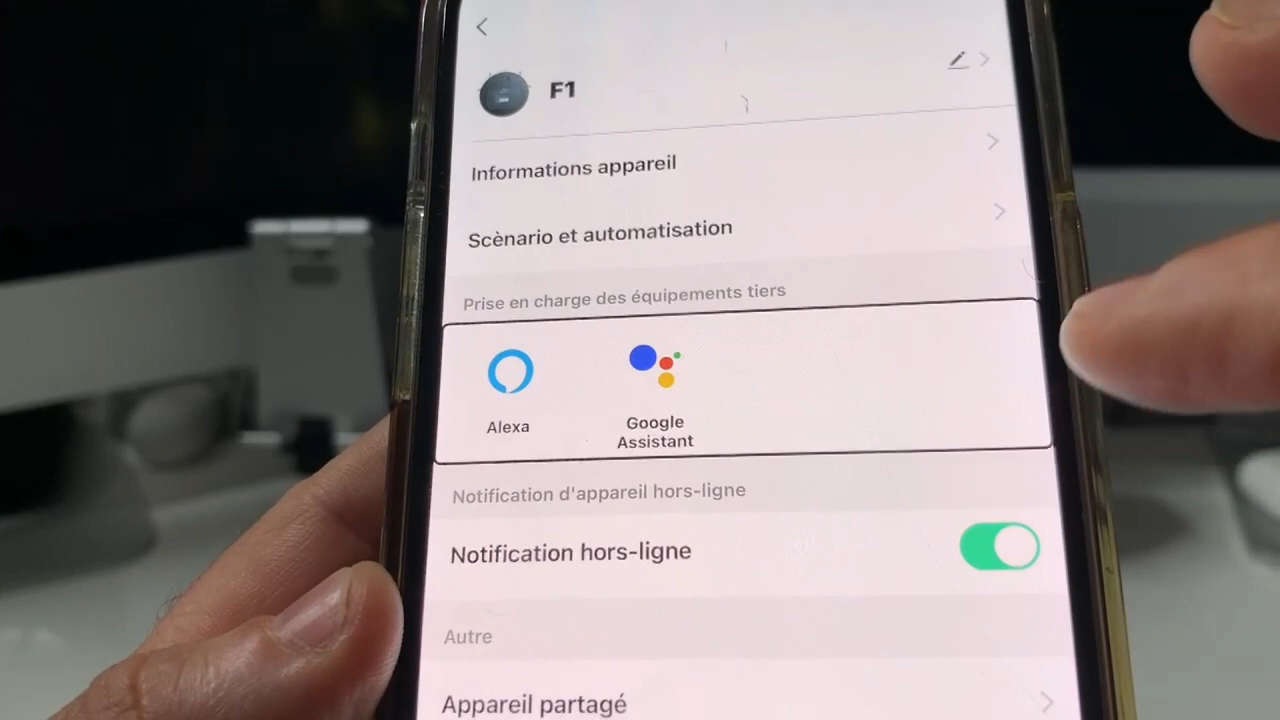 F1
Informations appareil
Scènario et automatisation
Prise en charge des équipements tiers
Alexa
Google
Assistant
Notification d'appareil hors-ligne
Notification hors-ligne
Autre
Appareil partagé